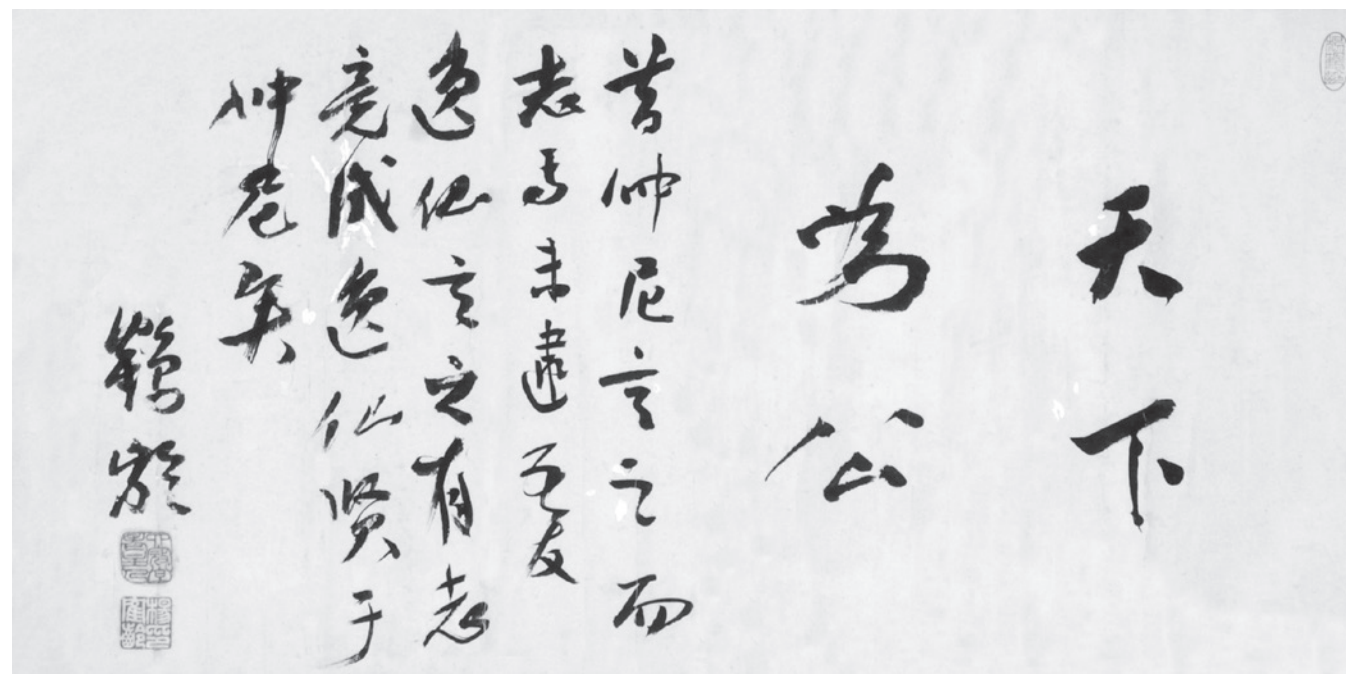 天下
為公
昔仲尼言之而
志焉未逮吾友
逸仙言之有志
竟成逸仙賢于
仲尼矣
鶴齡